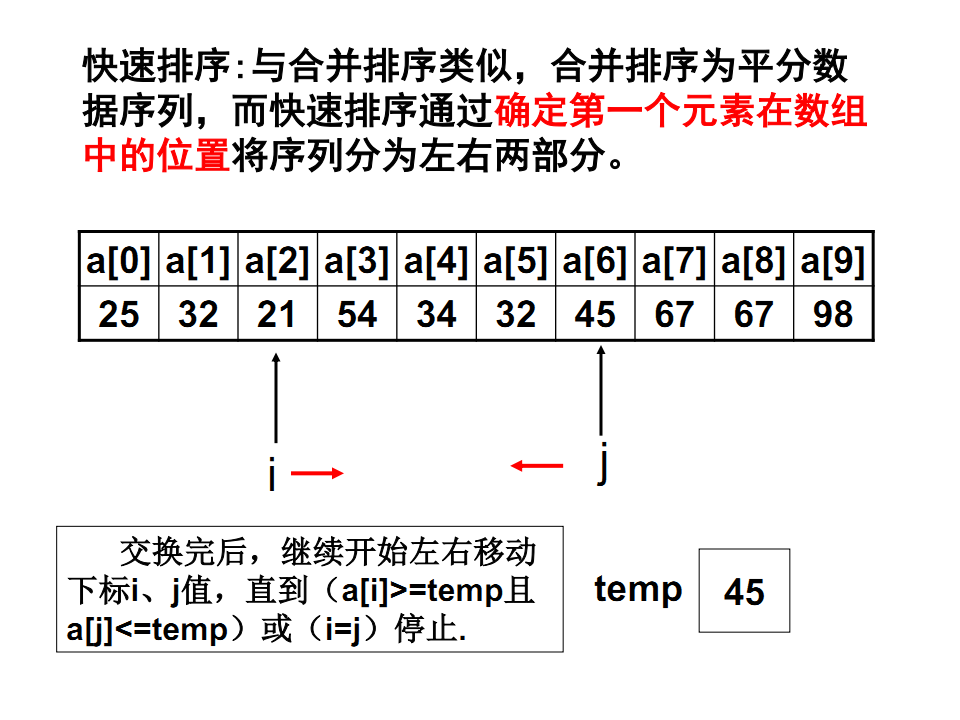 快速排序:与合并排序类似，合并排序为平分数
据序列，而快速排序通过确定第一个元素在数组
中的位置将序列分为左右两部分。
a[0] a[1] a[2] a[3] a[4] a[5] a[6] a[7] a[8] a[9]
25 32 21 54 34 32 45 67 67 98
i j
交换完后，继续开始左右移动
下标i、j值，直到（a[i]>=temp且
a[j]<=temp）或（i=j）停止.
temp 45